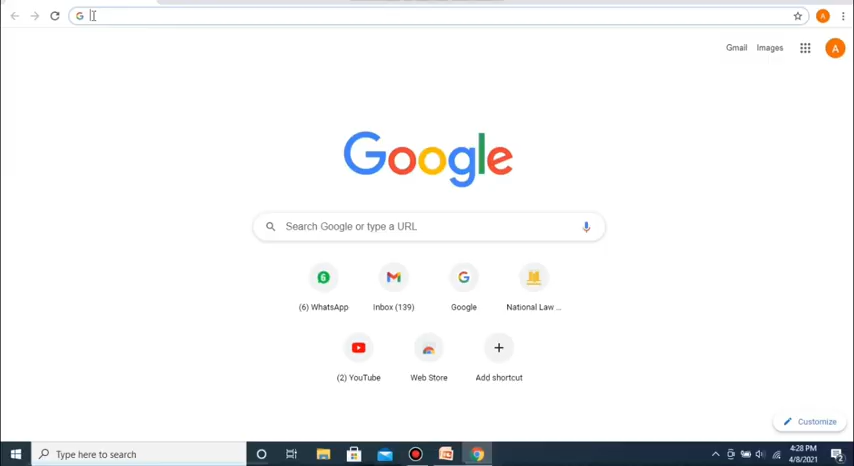 A
Gmail Images
A
Google
Search Google or type a URL
(6) WhatsApp Inbox (139) Google National Law ...
(2) YouTube Web Store Add shortcut
Customize
Type here to search
4:28 PM
4/8/2021
2